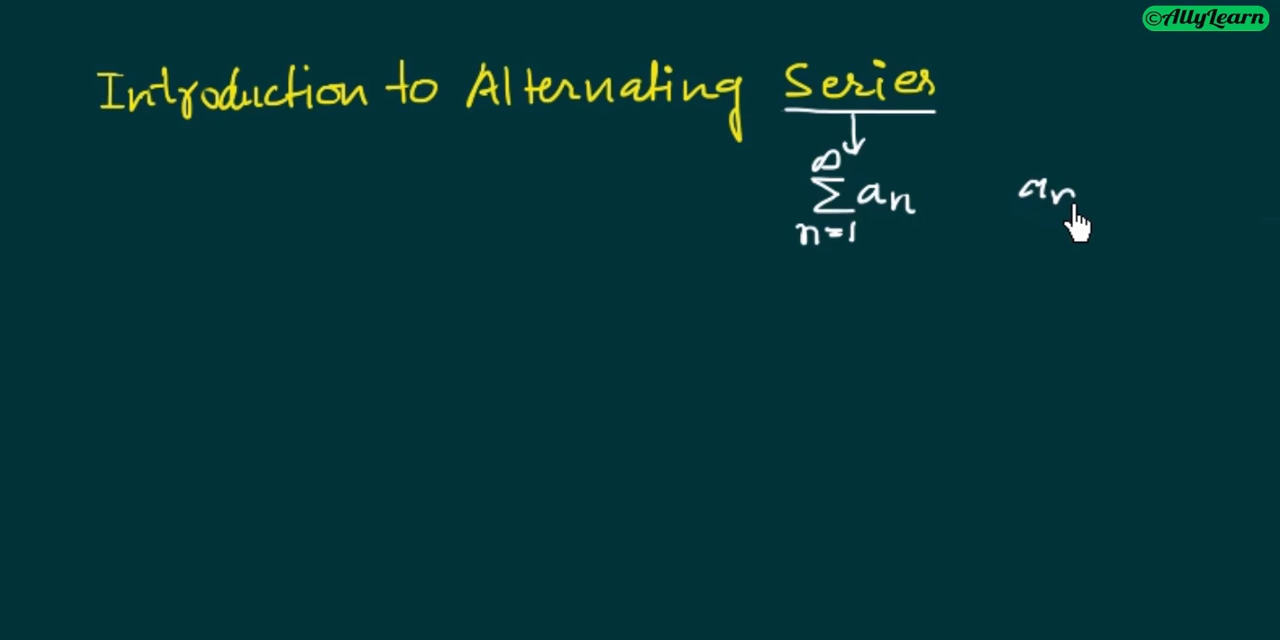 ©AllyLearn
Introduction to Alternating Series
∞
∑ aₙ aₙ
n=1